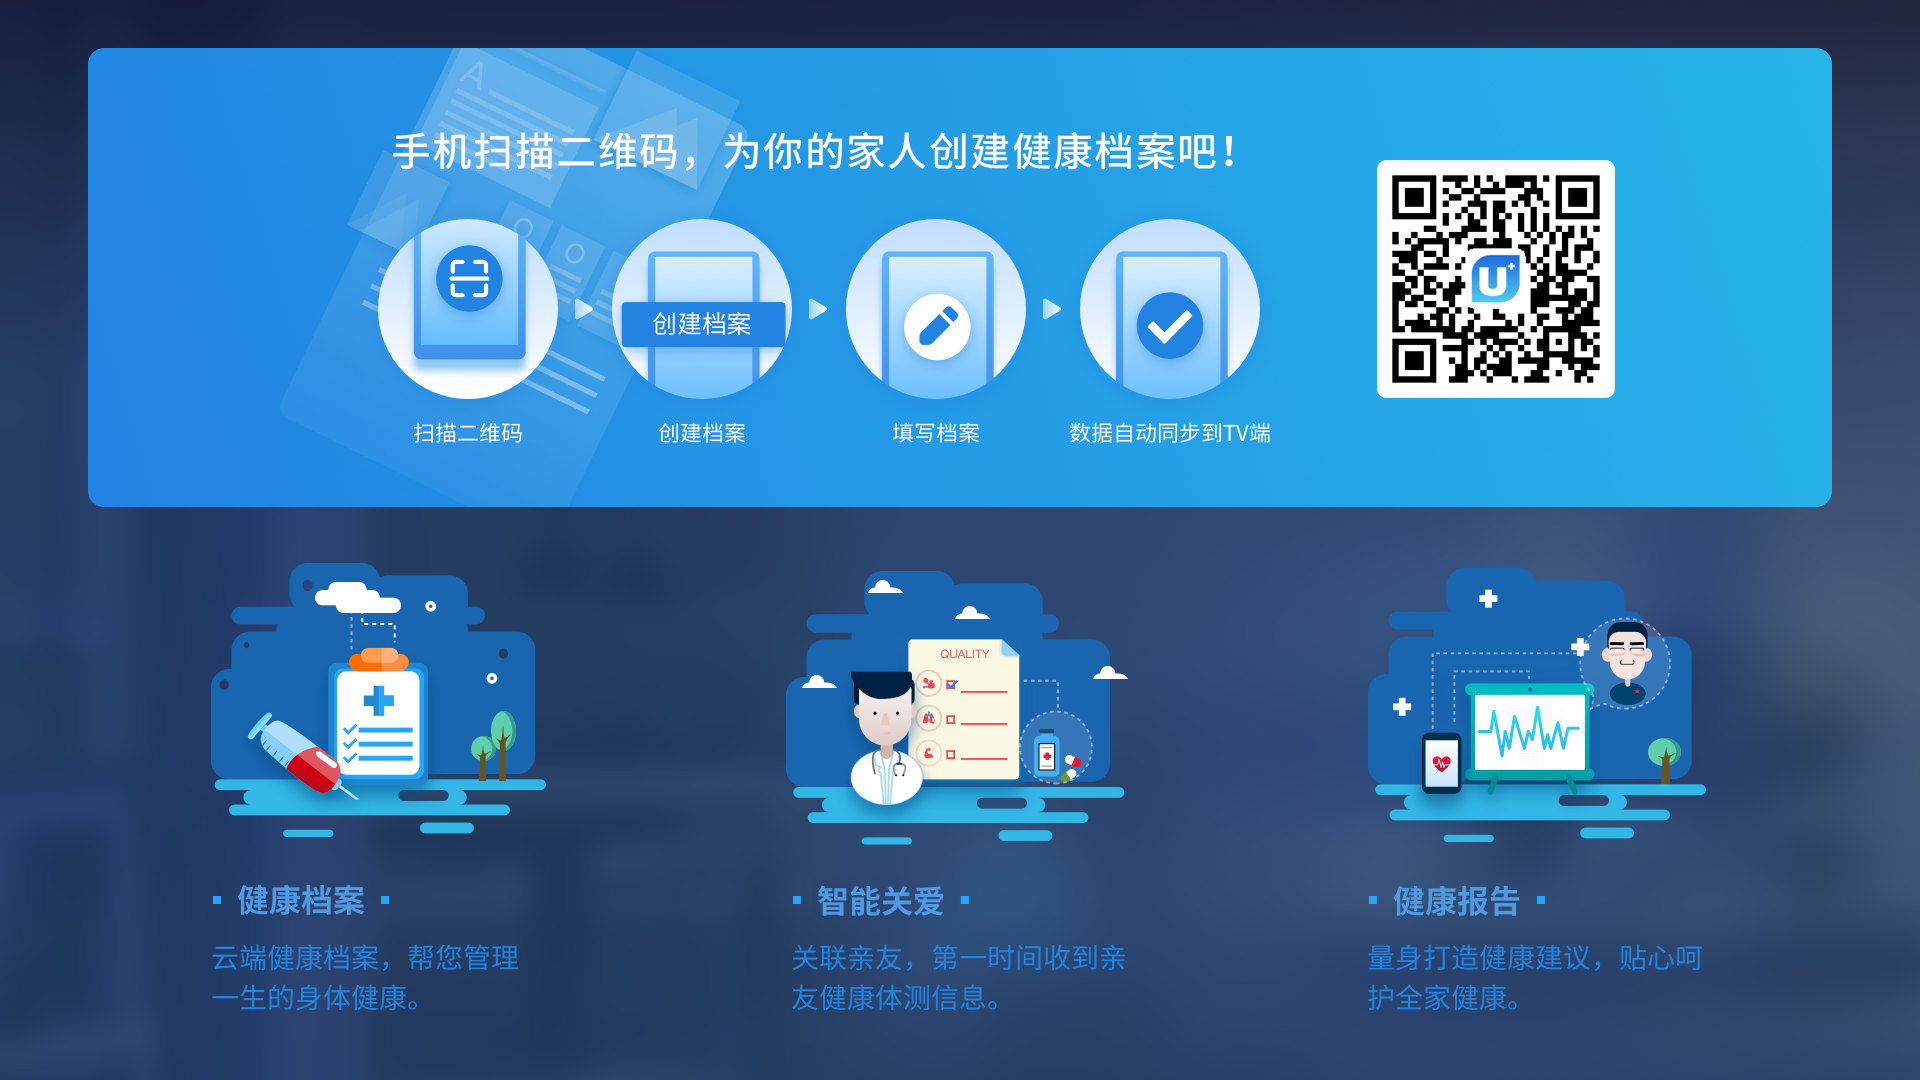 A
手机扫描二维码，为你的家人创建健康档案吧！
创建档案
扫描二维码
创建档案
填写档案
数据自动同步到TV端
U+
QUALITY
健康档案
云端健康档案，帮您管理
一生的身体健康。
智能关爱
关联亲友，第一时间收到亲
友健康体测信息。
健康报告
量身打造健康建议，贴心呵
护全家健康。